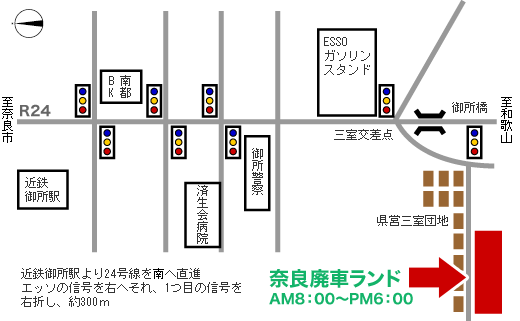 ESSO
ガソリン
スタンド
南都
BK
至奈良市
R24
御所橋
至和歌山
三室交差点
近鉄
御所駅
済生会病院
御所警察
県営三室団地
近鉄御所駅より24号線を南へ直進
エッソの信号を右へそれ、1つ目の信号を
右折し、約800m
奈良廃車ランド
AM8:00〜PM6:00